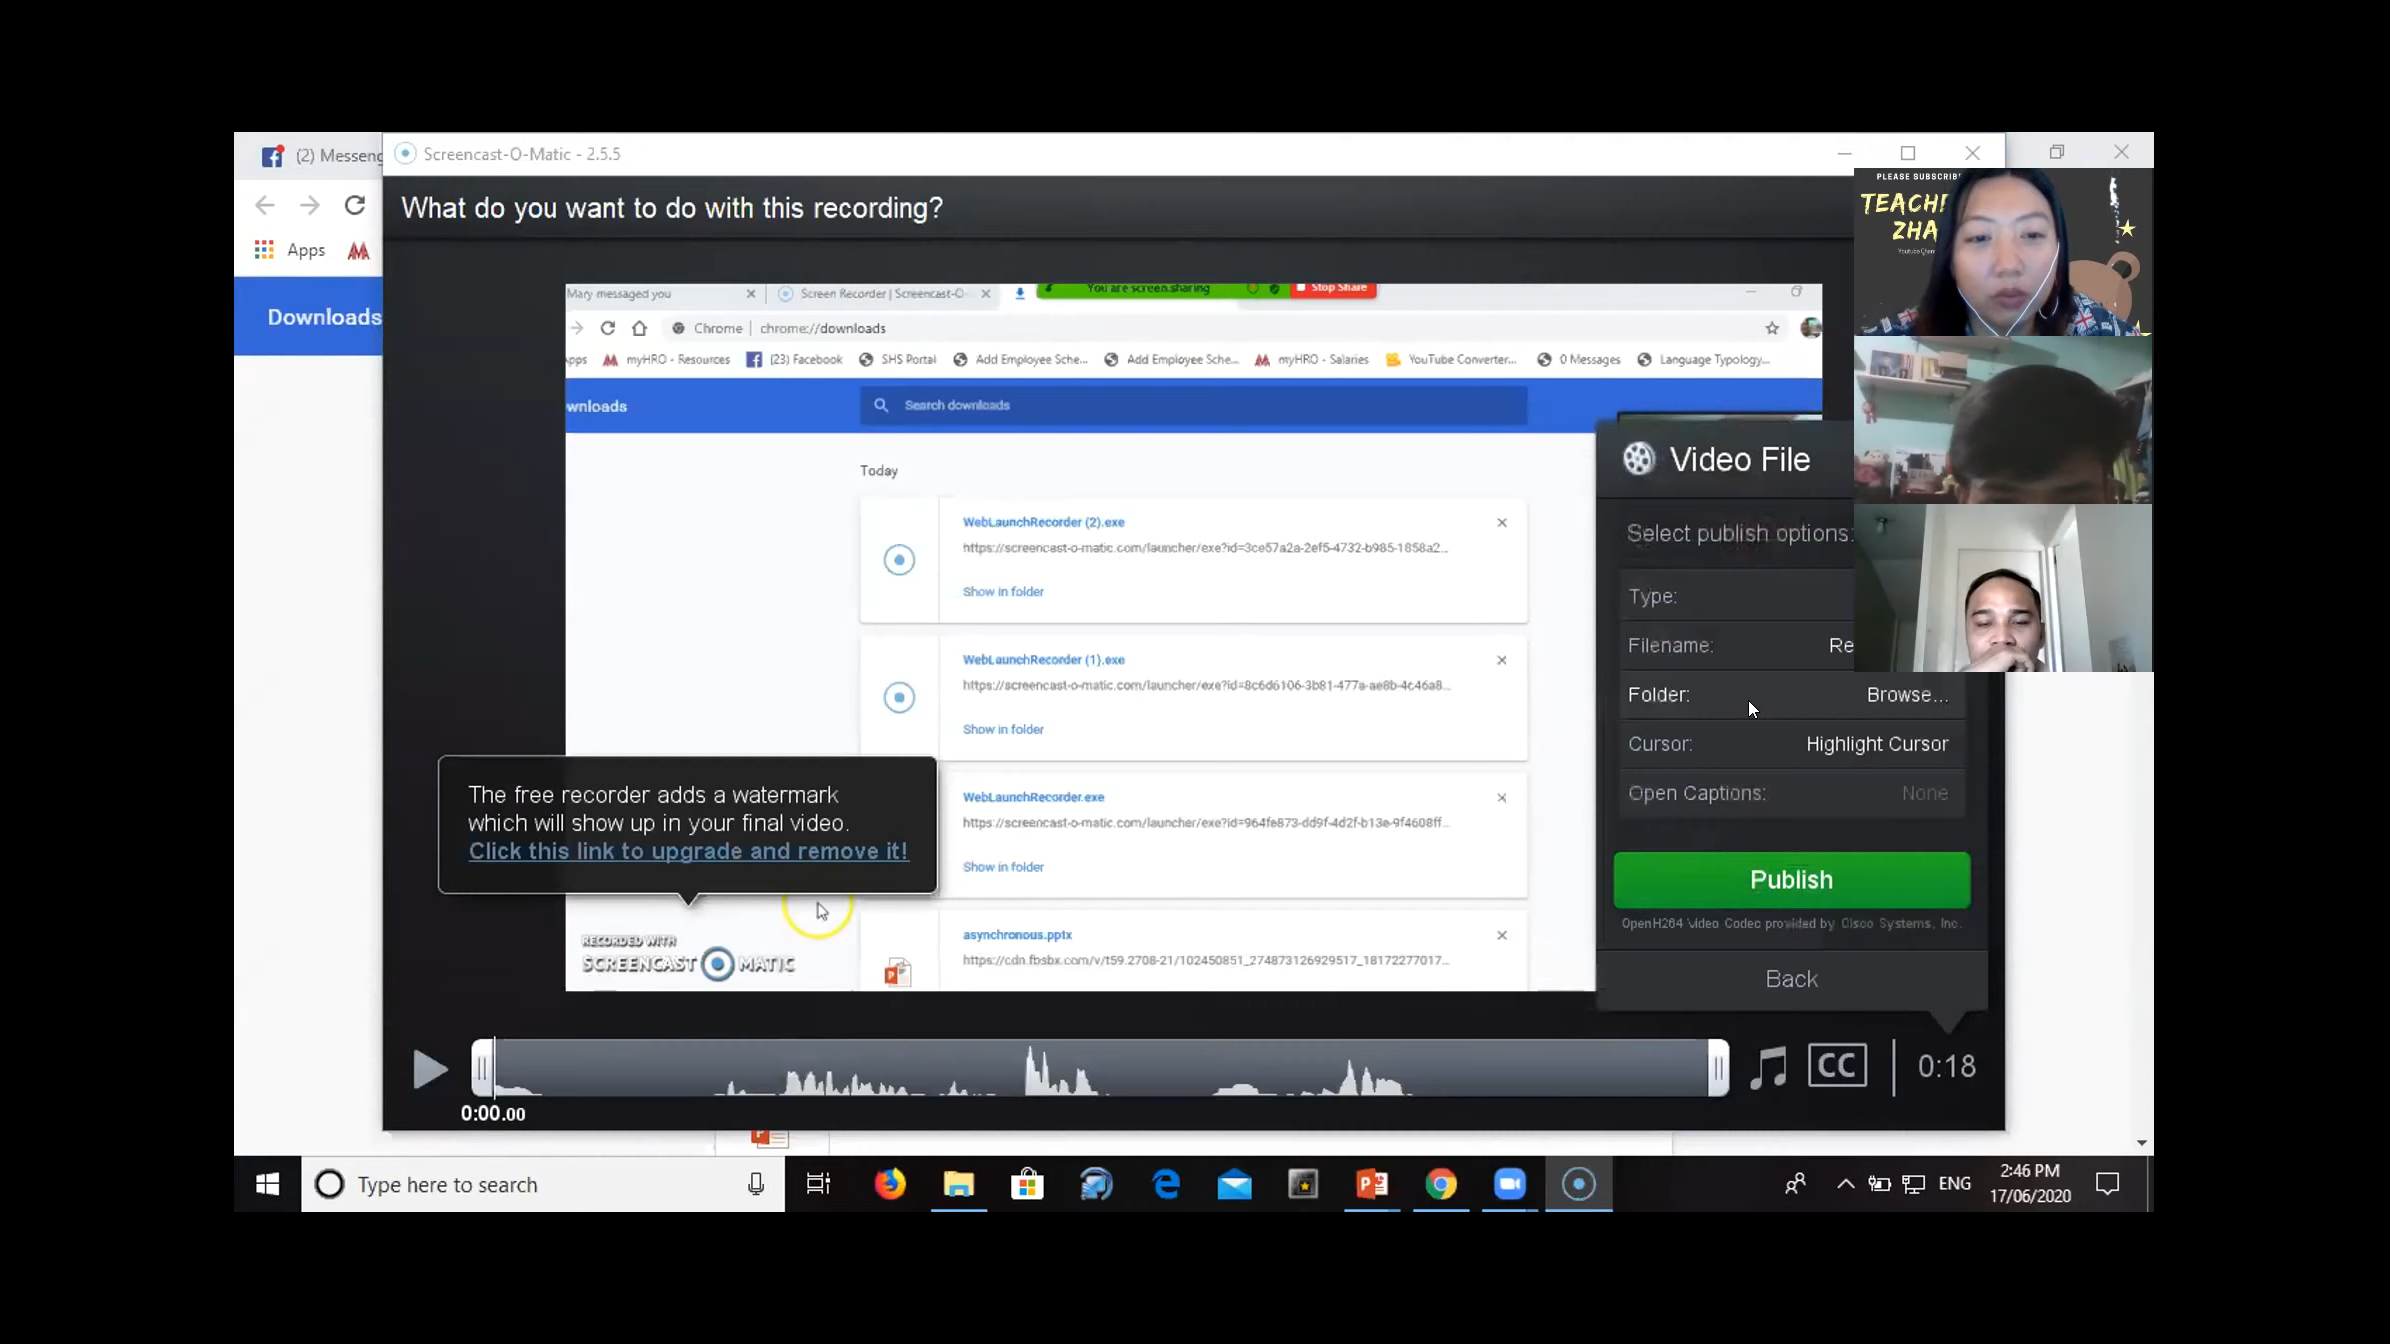 (2) Messeng
Screencast-O-Matic - 2.5.5
What do you want to do with this recording?
Apps
Downloads
PLEASE SUBSCRIBE
TEACHE
ZHA
Mary messaged you
Screen Recorder | Screencast-O-
You are screen sharing
Stop Share
Chrome | chrome://downloads
pps
myHRO - Resources
(23) Facebook
SHS Portal
Add Employee Sche...
Add Employee Sche...
myHRO - Salaries
YouTube Converter...
0 Messages
Language Typology...
wnloads
Search downloads
Today
WebLaunchRecorder (2).exe
https://screencast-o-matic.com/launcher/exe?id=3ce57a2a-2ef5-4732-b985-1858a2...
Show in folder
WebLaunchRecorder (1).exe
https://screencast-o-matic.com/launcher/exe?id=8c6d6106-3b81-477a-ae8b-4c46a8...
Show in folder
WebLaunchRecorder.exe
https://screencast-o-matic.com/launcher/exe?id=964fe873-dd9f-4d2f-b13e-9f4608ff...
Show in folder
asynchronous.pptx
https://cdn.fbsbx.com/v/t59.2708-21/102450851_274873126929517_18172277017...
The free recorder adds a watermark
which will show up in your final video.
Click this link to upgrade and remove it!
RECORDED WITH
SCREENCAST MATIC
Video File
Select publish options:
Type:
Filename: Re
Folder: Browse...
Cursor: Highlight Cursor
Open Captions: None
Publish
OpenH264 Video Codec provided by Cisco Systems, Inc.
Back
CC
0:18
0:00.00
Type here to search
ENG
2:46 PM
17/06/2020